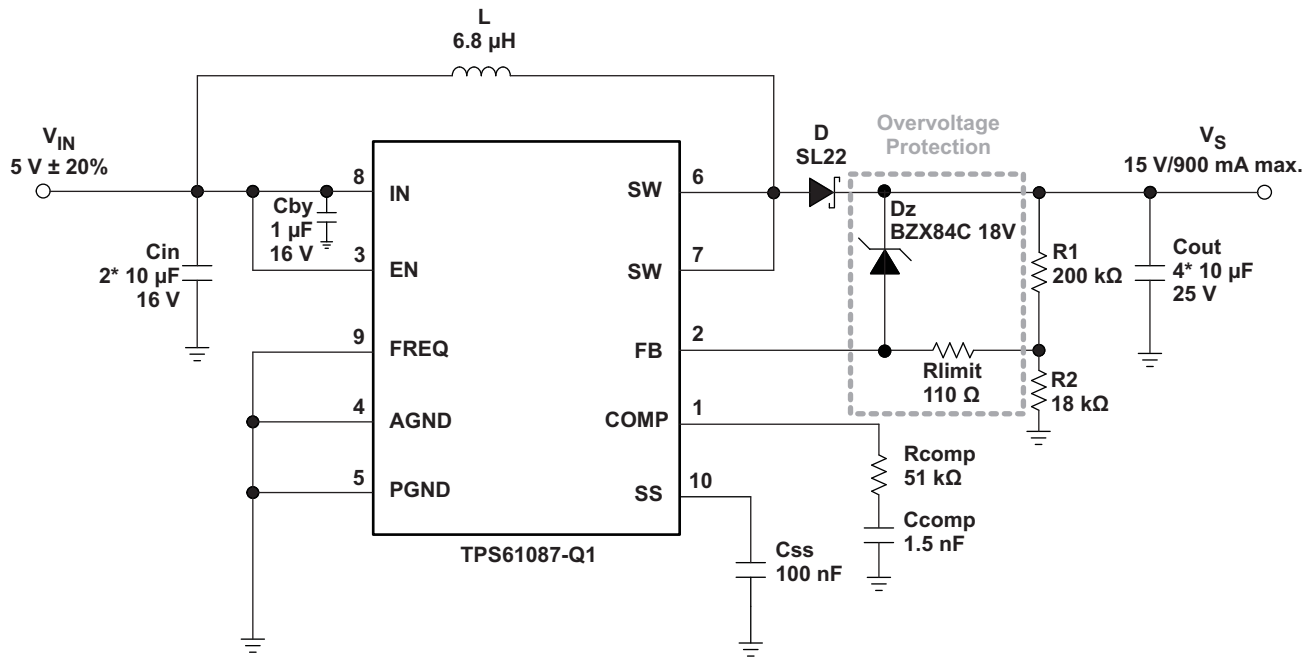 L
6.8 µH
V_IN
5 V ± 20%
Cin
2* 10 µF
16 V
Cby
1 µF
16 V
8
IN
3
EN
9
FREQ
4
AGND
5
PGND
SW
6
SW
7
FB
2
COMP
1
SS
10
TPS61087-Q1
D
SL22
Overvoltage
Protection
Dz
BZX84C 18V
Rlimit
110 Ω
R1
200 kΩ
R2
18 kΩ
V_S
15 V/900 mA max.
Cout
4* 10 µF
25 V
Rcomp
51 kΩ
Ccomp
1.5 nF
Css
100 nF